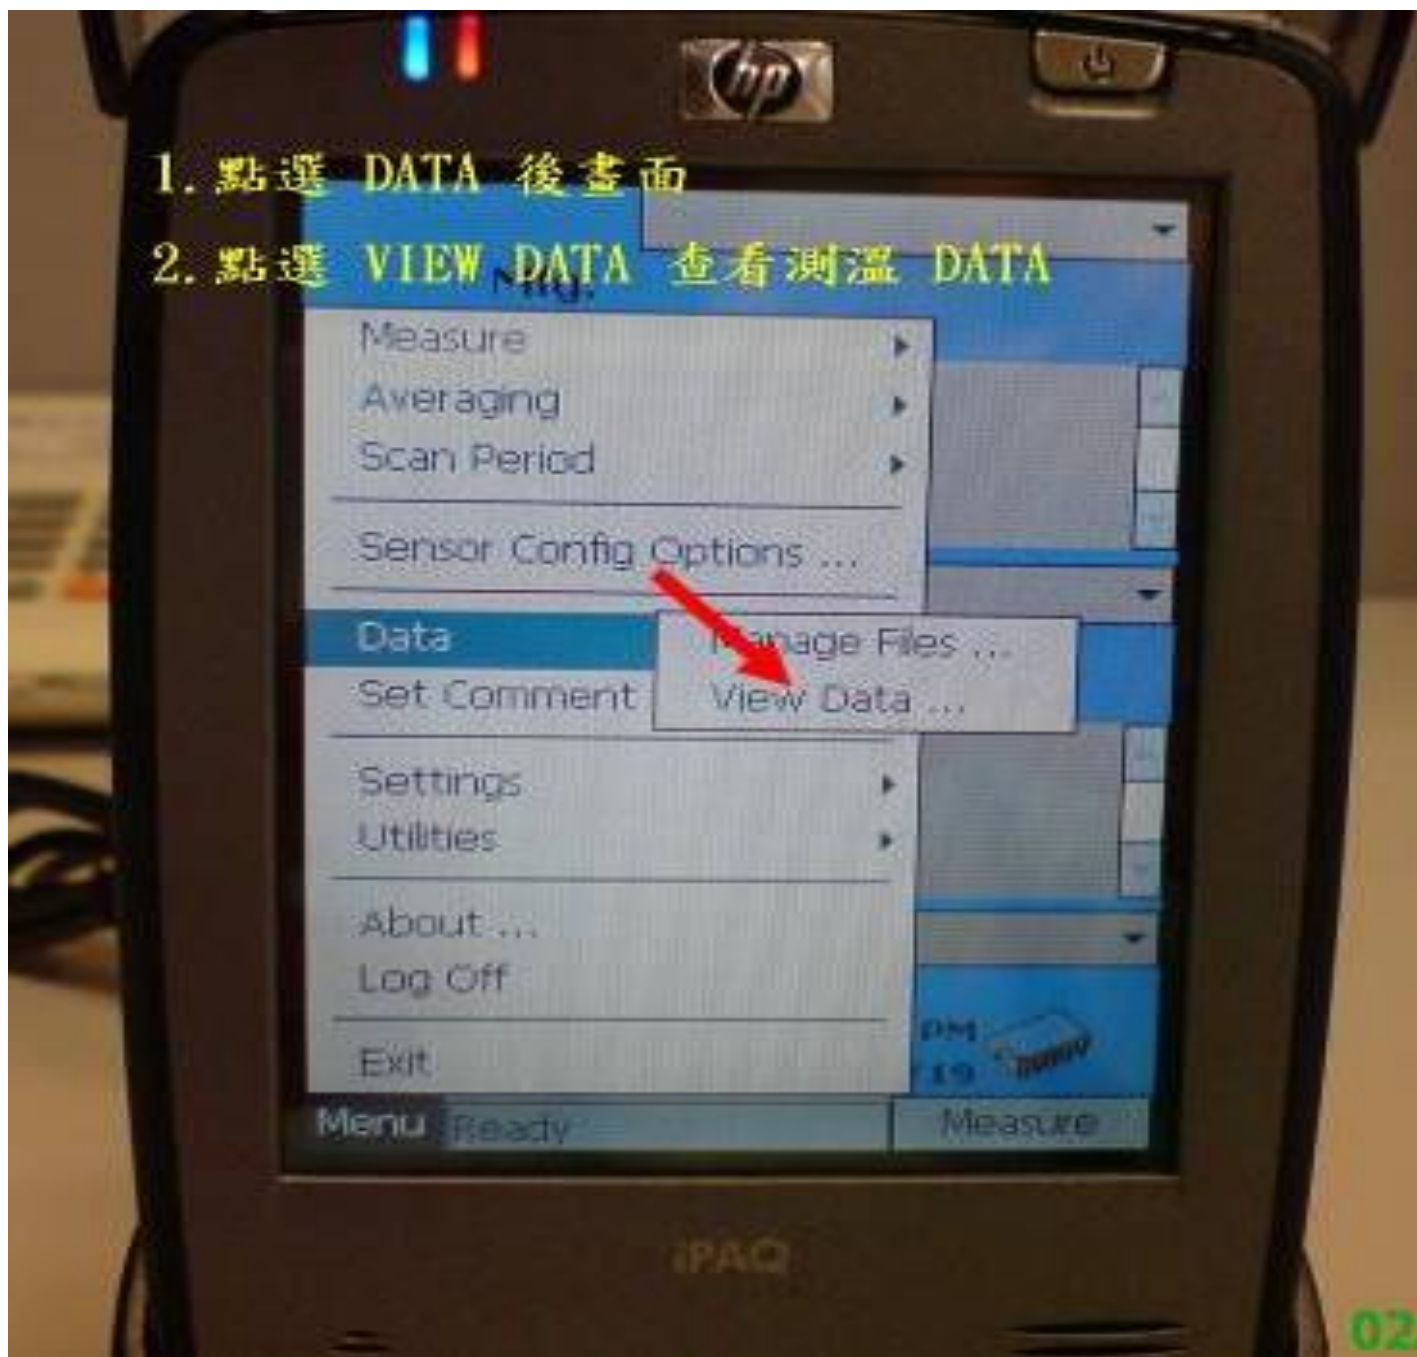 hp
1.點選 DATA 後畫面
2.點選 VIEW DATA 查看測溫 DATA
Measure
Averaging
Scan Period
Sensor Config Options ...
Data
Manage Files ...
Set Comment
View Data ...
Settings
Utilities
About ...
Log Off
PM
19
Exit
Menu Ready Measure
iPAQ
02